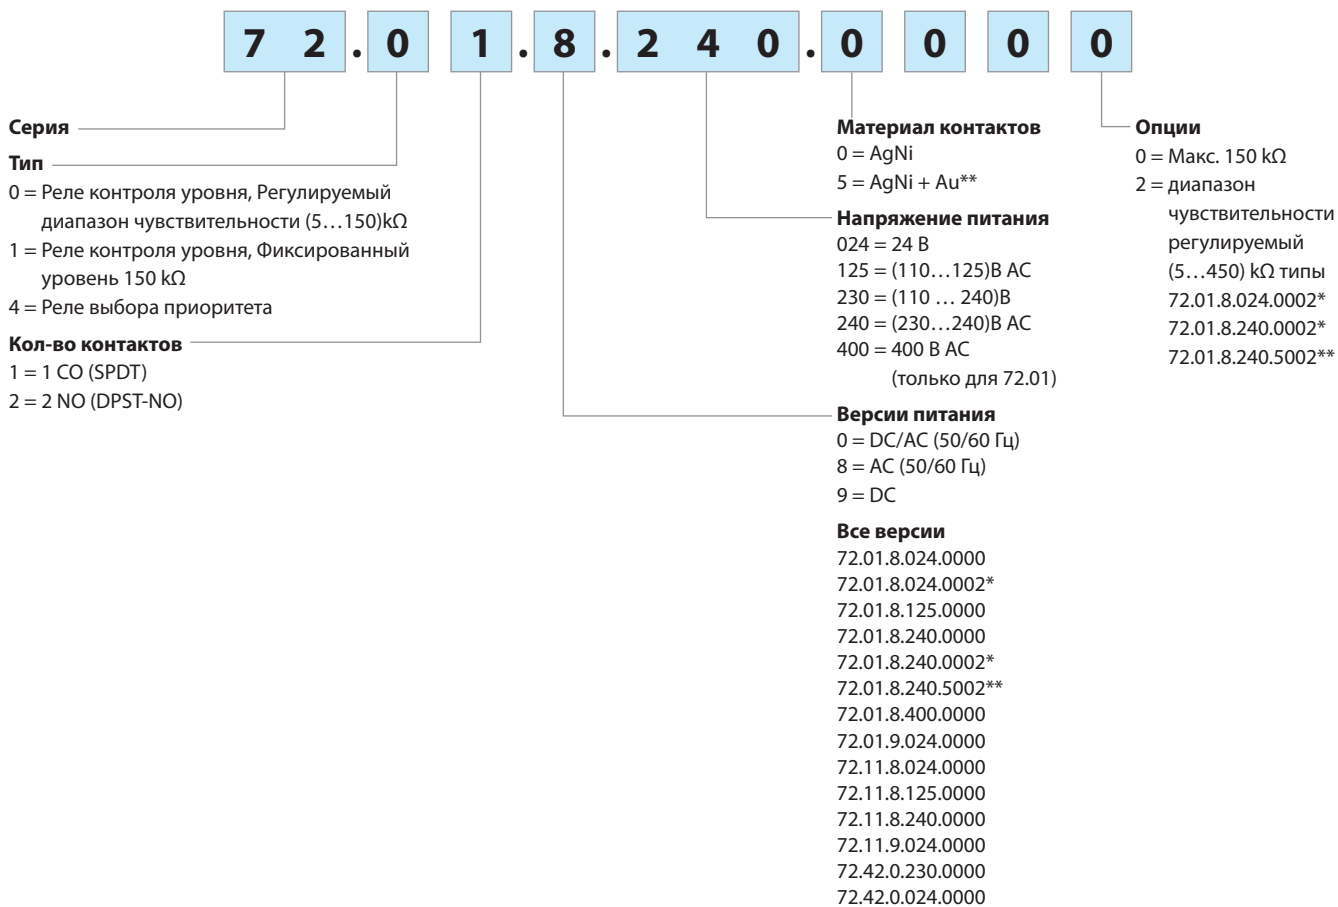 7 2 . 0 1 . 8 . 2 4 0 . 0 0 0 0
Серия
Тип
0 = Реле контроля уровня, Регулируемый
диапазон чувствительности (5…150)kΩ
1 = Реле контроля уровня, Фиксированный
уровень 150 kΩ
4 = Реле выбора приоритета
Кол-во контактов
1 = 1 CO (SPDT)
2 = 2 NO (DPST-NO)
Материал контактов
0 = AgNi
5 = AgNi + Au**
Напряжение питания
024 = 24 В
125 = (110…125)В AC
230 = (110 … 240)В
240 = (230…240)В AC
400 = 400 В AC
(только для 72.01)
Версии питания
0 = DC/AC (50/60 Гц)
8 = AC (50/60 Гц)
9 = DC
Все версии
72.01.8.024.0000
72.01.8.024.0002*
72.01.8.125.0000
72.01.8.240.0000
72.01.8.240.0002*
72.01.8.240.5002**
72.01.8.400.0000
72.01.9.024.0000
72.11.8.024.0000
72.11.8.125.0000
72.11.8.240.0000
72.11.9.024.0000
72.42.0.230.0000
72.42.0.024.0000
Опции
0 = Макс. 150 kΩ
2 = диапазон
чувствительности
регулируемый
(5…450) kΩ типы
72.01.8.024.0002*
72.01.8.240.0002*
72.01.8.240.5002**